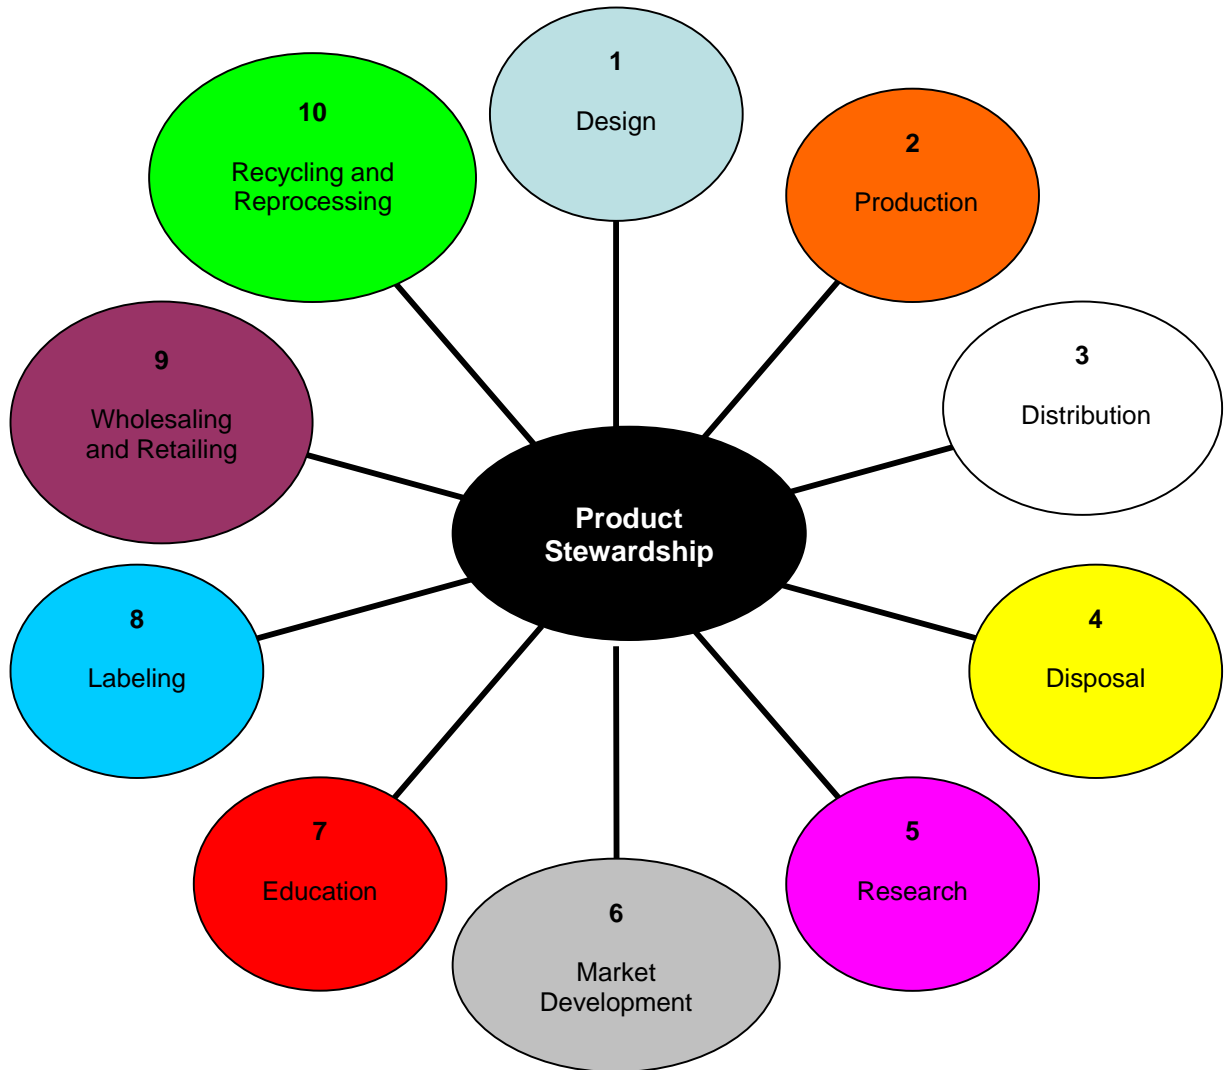 1
Design
2
Production
3
Distribution
4
Disposal
5
Research
6
Market
Development
7
Education
8
Labeling
9
Wholesaling
and Retailing
10
Recycling and
Reprocessing
Product
Stewardship